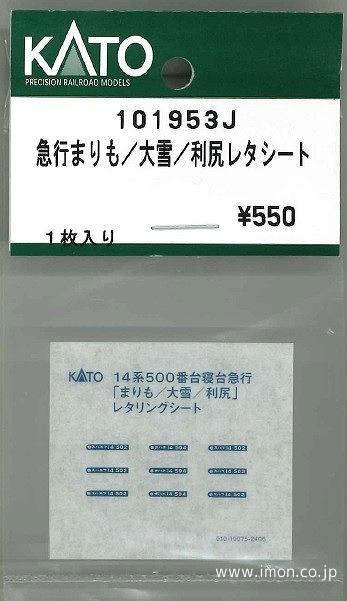 KATO
PRECISION RAILROAD MODELS
101953J
急行まりも／大雪／利尻レタシート
¥550
1枚入り
KATO 14系500番台寝台急行
「まりも／大雪／利尻」
レタリングシート
www.imon.co.jp